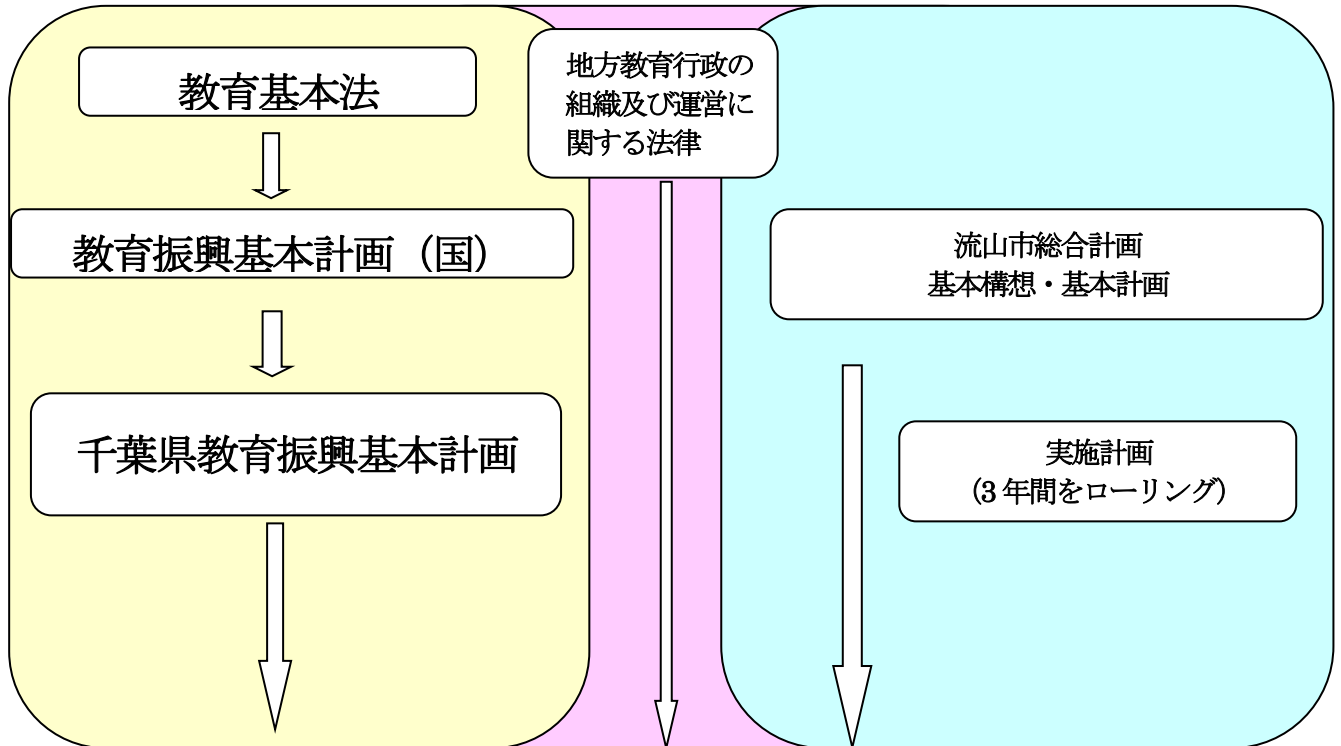 教育基本法
教育振興基本計画（国）
千葉県教育振興基本計画
地方教育行政の
組織及び運営に
関する法律
流山市総合計画
基本構想・基本計画
実施計画
（3年間をローリング）